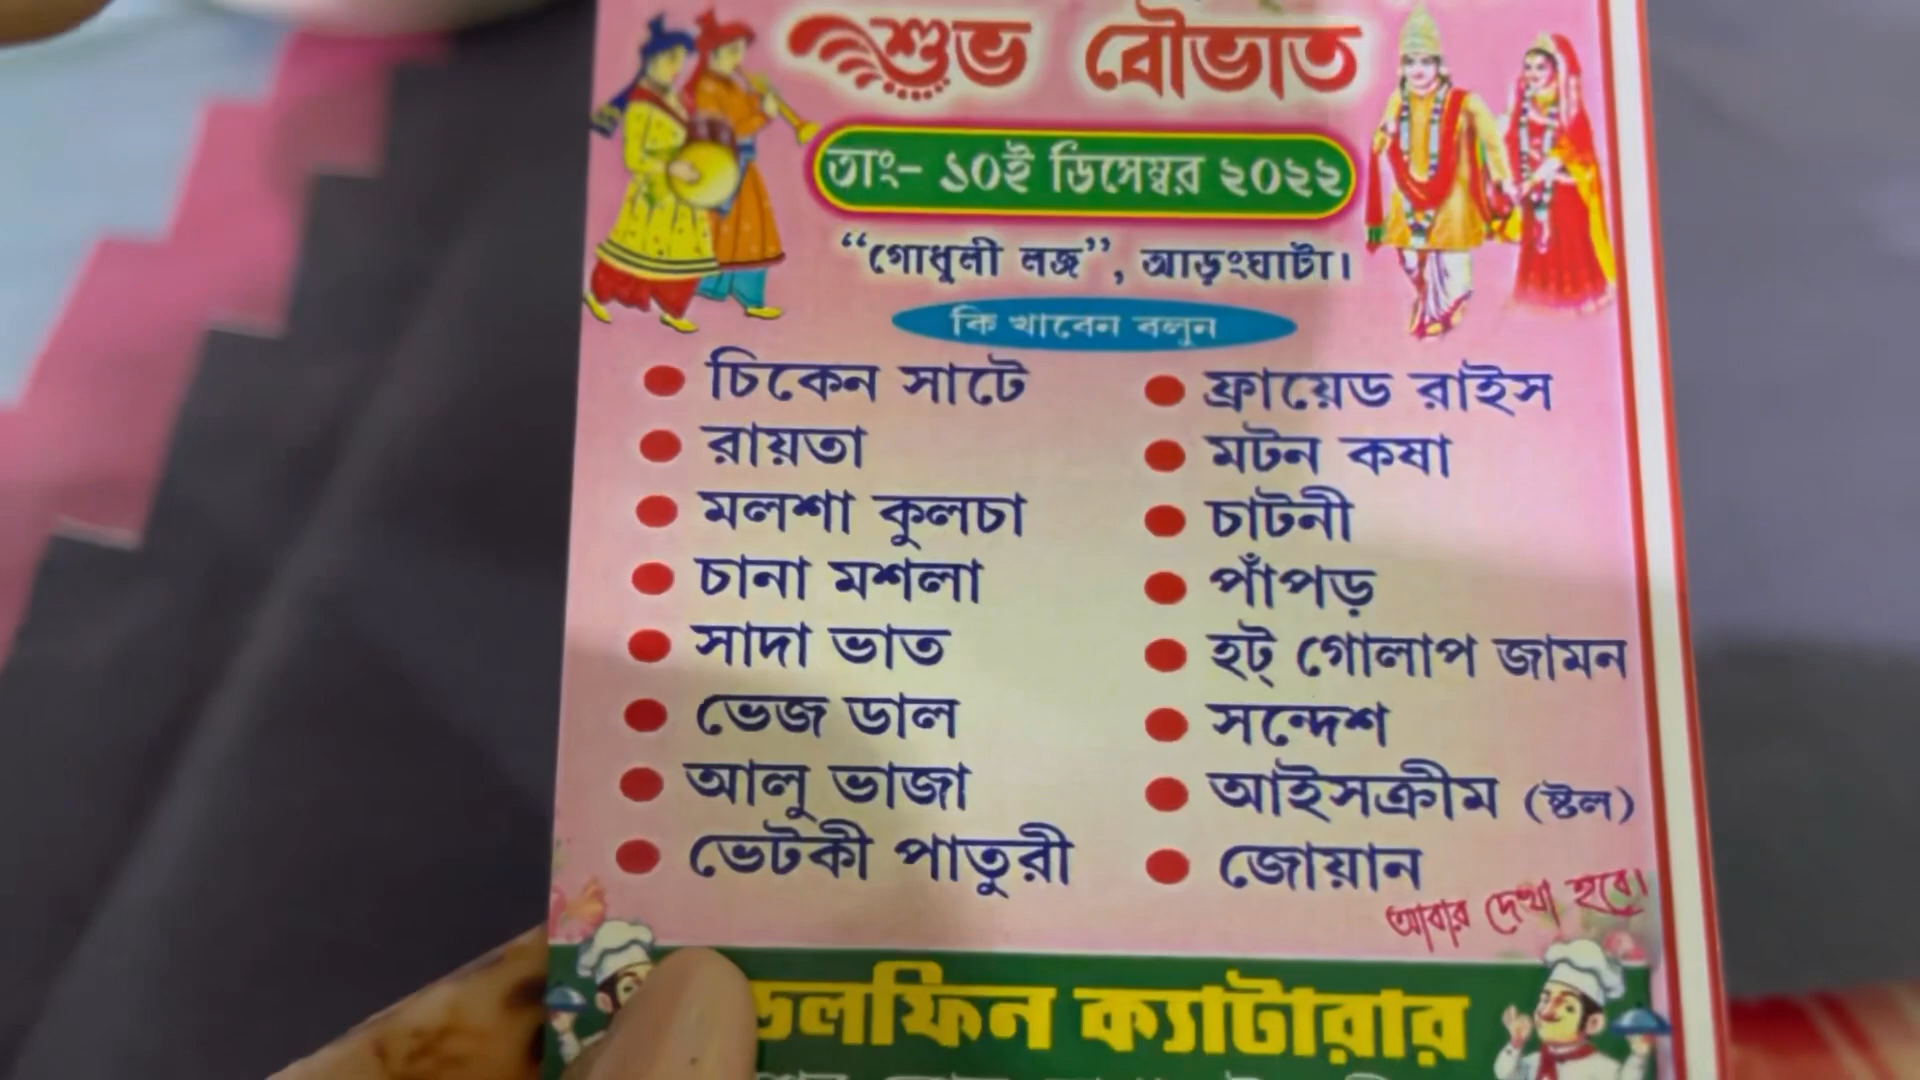 শুভ বৌভাত
তাং- ১০ই ডিসেম্বর ২০২২
“গোধুলী লজ”, আড়ংঘাটা।
কি খাবেন বলুন
চিকেন সাটে
রায়তা
মলশা কুলচা
চানা মশলা
সাদা ভাত
ভেজ ডাল
আলু ভাজা
ভেটকী পাতুরী
ফ্রায়েড রাইস
মটন কষা
চাটনী
পাঁপড়
হট্ গোলাপ জামন
সন্দেশ
আইসক্রীম (ষ্টল)
জোয়ান
আবার দেখা হবে।
ডলফিন ক্যাটারার